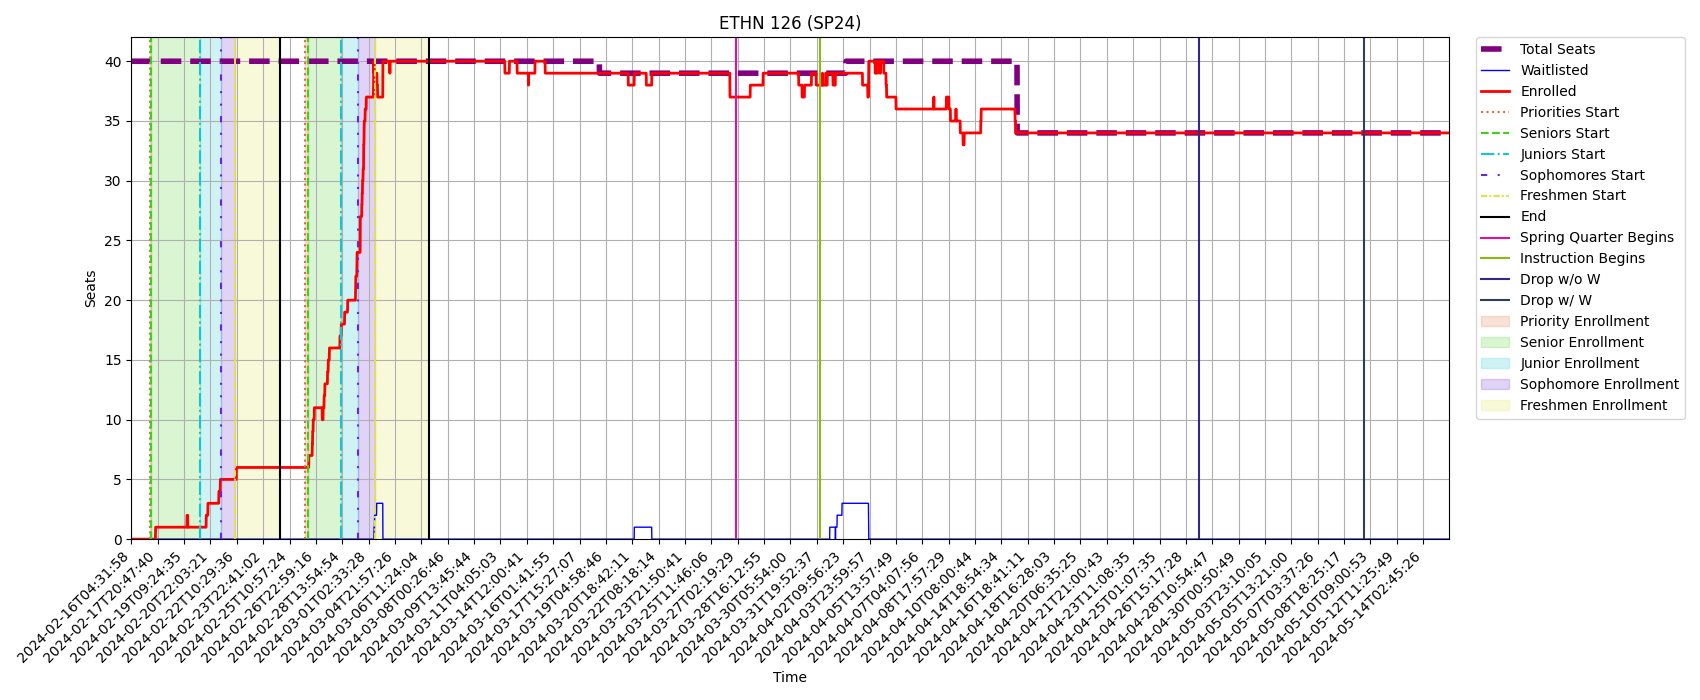 ETHN 126 (SP24)
Seats
40
35
30
25
20
15
10
5
0
2024-02-16T04:31:58
2024-02-17T20:47:40
2024-02-19T09:24:35
2024-02-20T22:03:21
2024-02-22T10:29:36
2024-02-23T22:41:02
2024-02-25T10:57:24
2024-02-26T22:59:16
2024-02-28T13:54:54
2024-03-01T02:33:28
2024-03-04T21:57:26
2024-03-06T11:24:04
2024-03-08T00:26:46
2024-03-09T13:45:44
2024-03-11T04:05:03
2024-03-14T12:00:41
2024-03-16T01:41:55
2024-03-17T15:27:07
2024-03-19T04:58:46
2024-03-20T18:42:11
2024-03-22T08:18:14
2024-03-23T21:50:41
2024-03-25T11:46:06
2024-03-27T02:19:29
2024-03-28T16:12:55
2024-03-30T05:54:00
2024-03-31T19:52:37
2024-04-02T09:56:23
2024-04-03T23:59:57
2024-04-05T13:57:49
2024-04-07T04:07:56
2024-04-08T17:57:29
2024-04-10T08:00:44
2024-04-14T18:54:34
2024-04-16T18:41:11
2024-04-18T16:28:03
2024-04-20T06:35:25
2024-04-21T21:00:43
2024-04-23T11:08:35
2024-04-25T01:07:35
2024-04-26T15:17:28
2024-04-28T10:54:47
2024-04-30T00:50:49
2024-05-03T23:10:05
2024-05-05T13:21:00
2024-05-07T03:37:26
2024-05-08T18:25:17
2024-05-10T09:00:53
2024-05-12T11:25:49
2024-05-14T02:45:26
Time
Total Seats
Waitlisted
Enrolled
Priorities Start
Seniors Start
Juniors Start
Sophomores Start
Freshmen Start
End
Spring Quarter Begins
Instruction Begins
Drop w/o W
Drop w/ W
Priority Enrollment
Senior Enrollment
Junior Enrollment
Sophomore Enrollment
Freshmen Enrollment